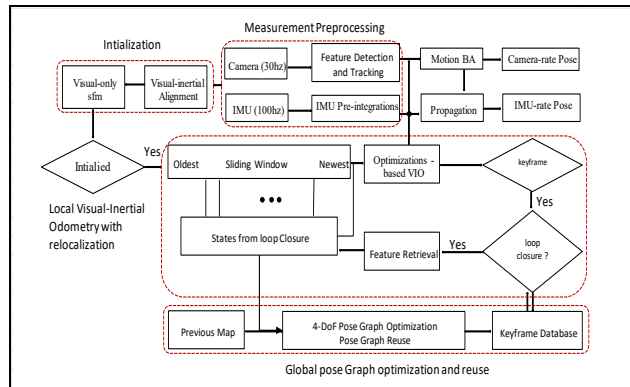 Measurement Preprocessing
Intialization
Camera (30hz)
Feature Detection
and Tracking
Motion BA
Camera-rate Pose
Visual-only
sfm
Visual-inertial
Alignment
IMU (100hz)
IMU Pre-integrations
Propagation
IMU-rate Pose
Yes
Oldest Sliding Window Newest
Optimizations -
based VIO
keyframe
Intialied
•••
Yes
Local Visual-Inertial
Odometry with
relocalization
States from loop Closure
Feature Retrieval
Yes
loop
closure ?
Previous Map
4-DoF Pose Graph Optimization
Pose Graph Reuse
Keyframe Database
Global pose Graph optimization and reuse